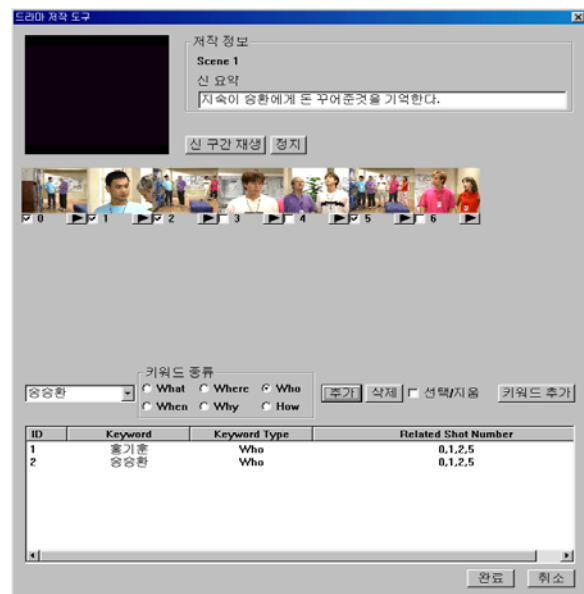 드라마 저작 도구
저작 정보
Scene 1
신 요약
지숙이 승환에게 돈 꾸어준것을 기억한다.
신 구간 재생 정지
0 1 2 3 4 5 6
키워드 종류
송승환 What Where Who 추가 삭제 선택/지움 키워드 추가
When Why How
ID Keyword Keyword Type Related Shot Number
1 홍기훈 Who 0,1,2,5
2 송승환 Who 0,1,2,5
완료 취소